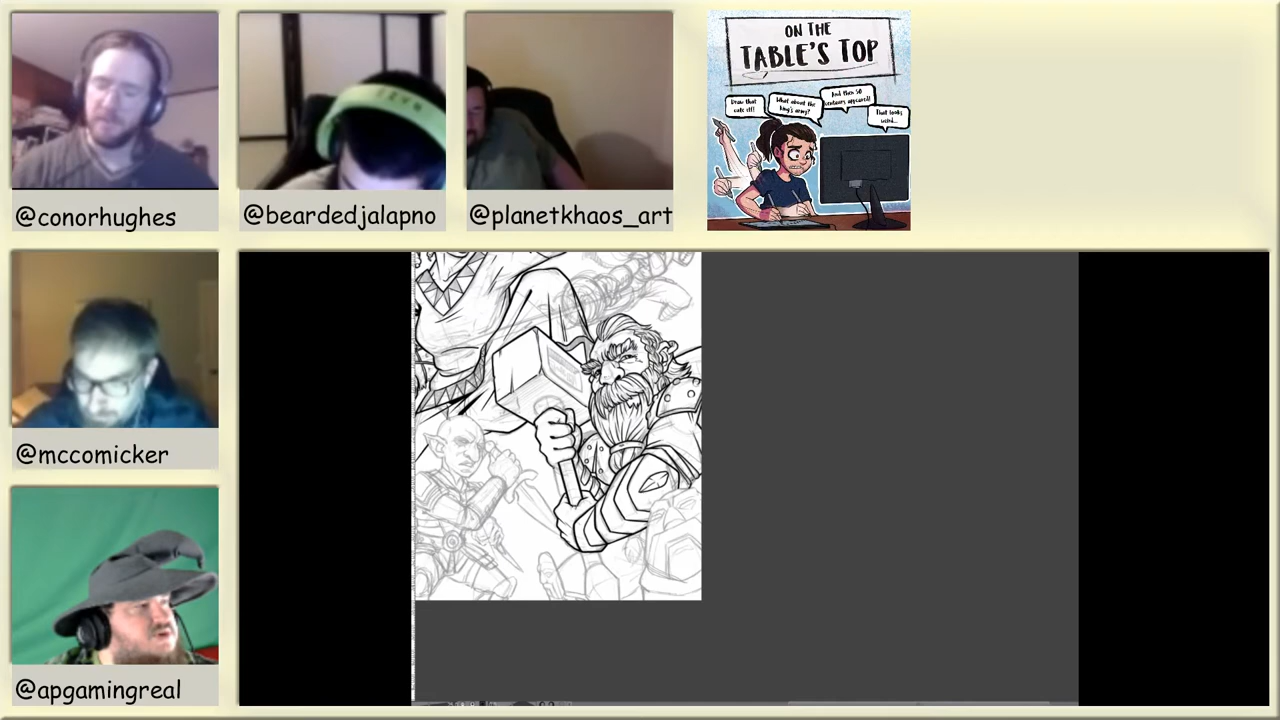 ON THE
TABLE'S TOP
Draw that
cute elf!
What about the
king's army?
And then 50
centaurs appeared!
That looks
weird...
@conorhughes
@beardedjalapno
@planetkhaos_art
@mccomicker
@apgamingreal